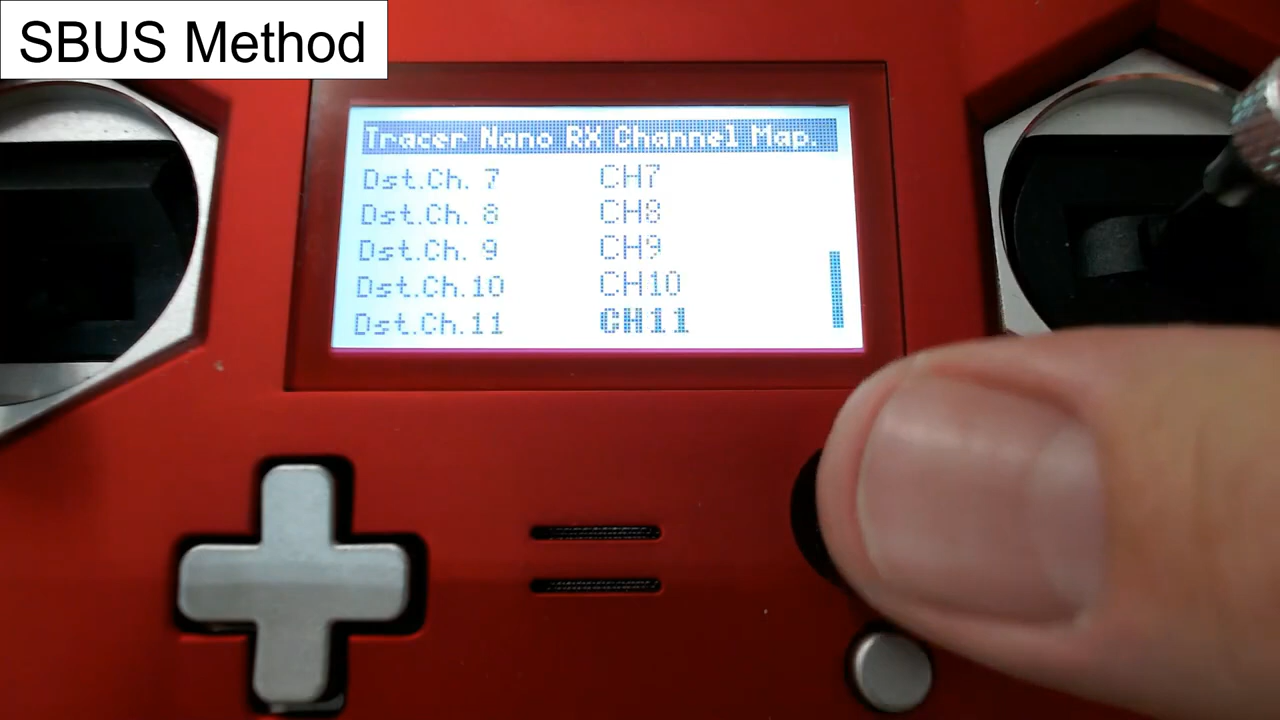 SBUS Method
Tracer Nano RX Channel Map.
Dst.Ch. 7 CH7
Dst.Ch. 8 CH8
Dst.Ch. 9 CH9
Dst.Ch.10 CH10
Dst.Ch.11 CH11